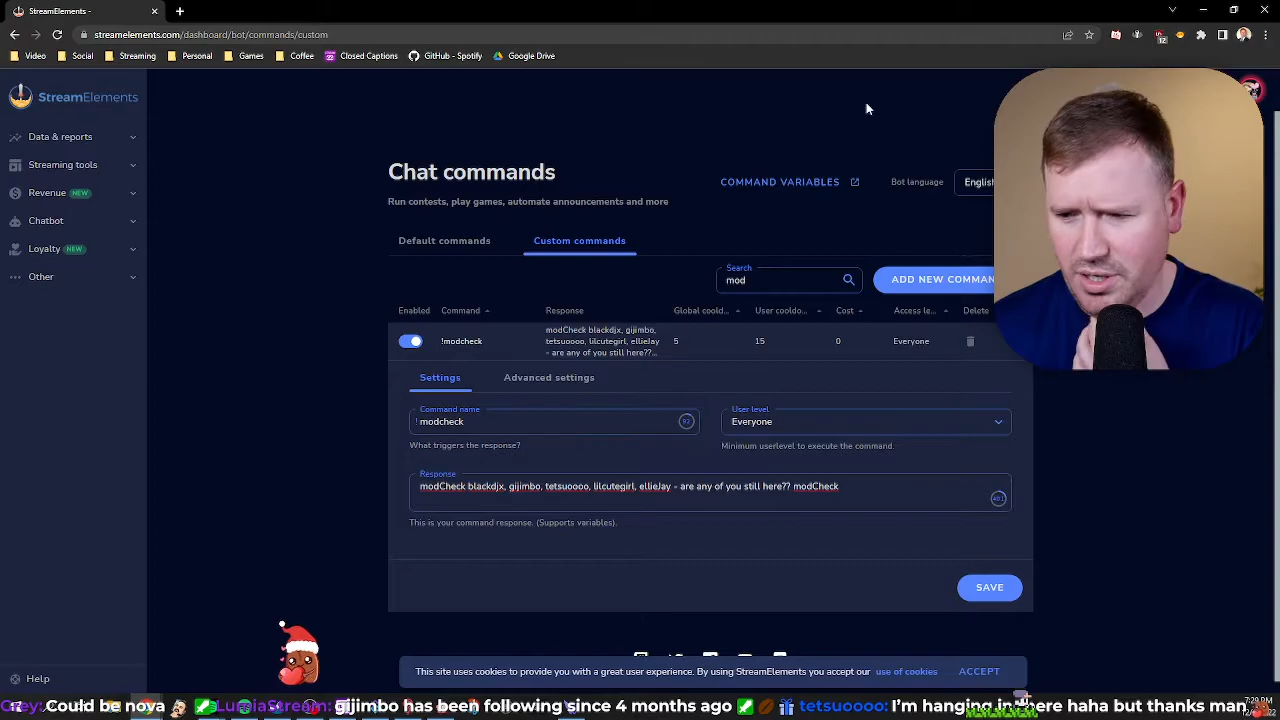 StreamElements
streamelements.com/dashboard/bot/commands/custom
Video Social Streaming Personal Games Coffee Closed Captions GitHub - Spotify Google Drive
StreamElements
Data & reports
Streaming tools
Revenue NEW
Chatbot
Loyalty NEW
Other
Chat commands
COMMAND VARIABLES
Bot language
English
Run contests, play games, automate announcements and more
Default commands Custom commands
Search
mod
ADD NEW COMMAN
Enabled Command Response Global coold... User cooldo... Cost Access le... Delete
modCheck blackdjx, gijimbo,
!modcheck tetsuoooo, lilcutegirl, ellieJay 5 15 0 Everyone
- are any of you still here??...
Settings Advanced settings
Command name
! modcheck
92
User level
Everyone
What triggers the response?
Minimum userlevel to execute the command.
Response
modCheck blackdjx, gijimbo, tetsuoooo, lilcutegirl, ellieJay - are any of you still here?? modCheck
This is your command response. (Supports variables).
SAVE
This site uses cookies to provide you with a great user experience. By using StreamElements you accept our use of cookies ACCEPT
Help
Grey: Could be nova LumiaStream: gijimbo has been following since 4 months ago tetsuoooo: I'm hanging in there haha but thanks man